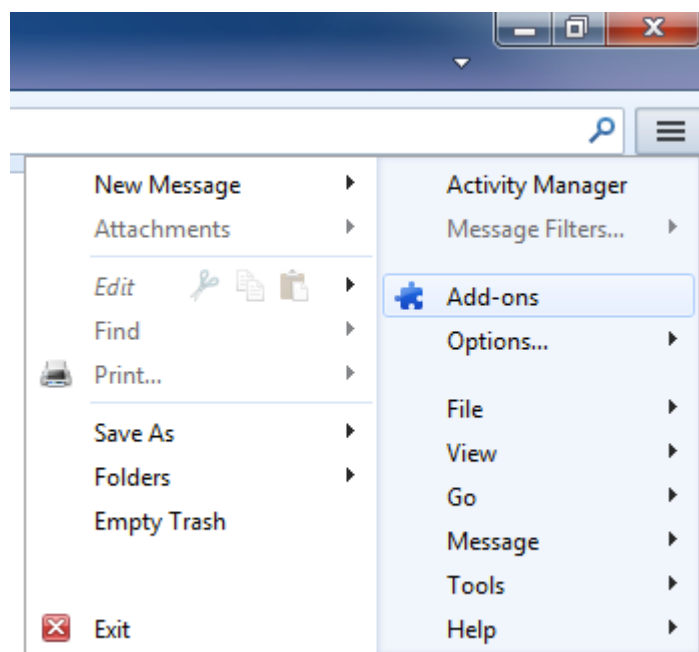 New Message
Attachments
Edit
Find
Print...
Save As
Folders
Empty Trash
Exit
Activity Manager
Message Filters...
Add-ons
Options...
File
View
Go
Message
Tools
Help